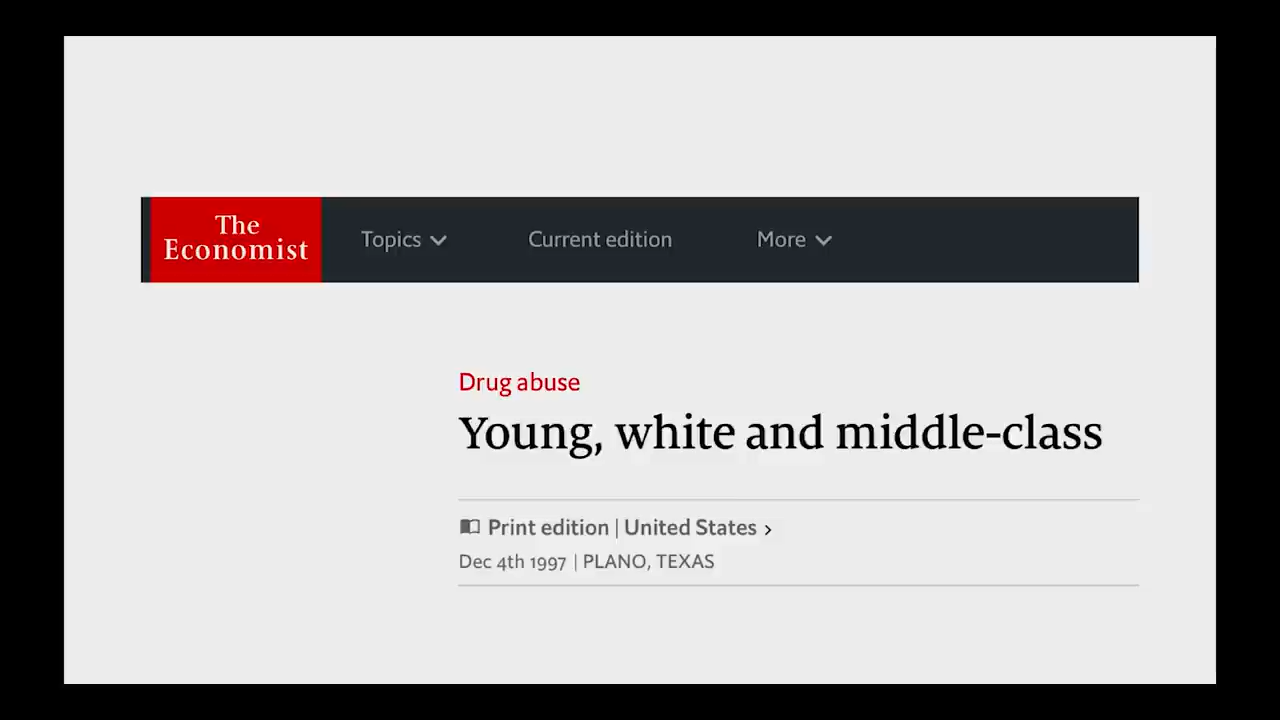 The
Economist
Topics
Current edition
More
Drug abuse
Young, white and middle-class
Print edition | United States >
Dec 4th 1997 | PLANO, TEXAS